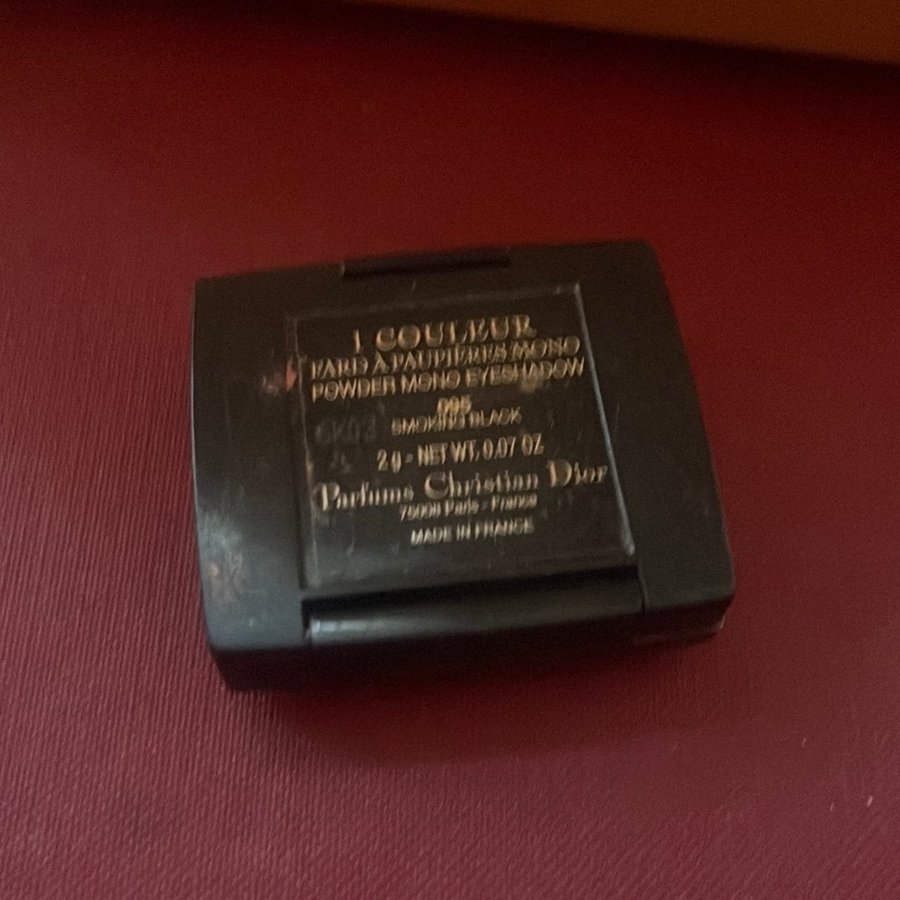 1 COULEUR
FARD À PAUPIÈRES MONO
POWDER MONO EYESHADOW
095
SMOKING BLACK
2 g - NET WT. 0.07 OZ
Parfums Christian Dior
75008 Paris - France
MADE IN FRANCE